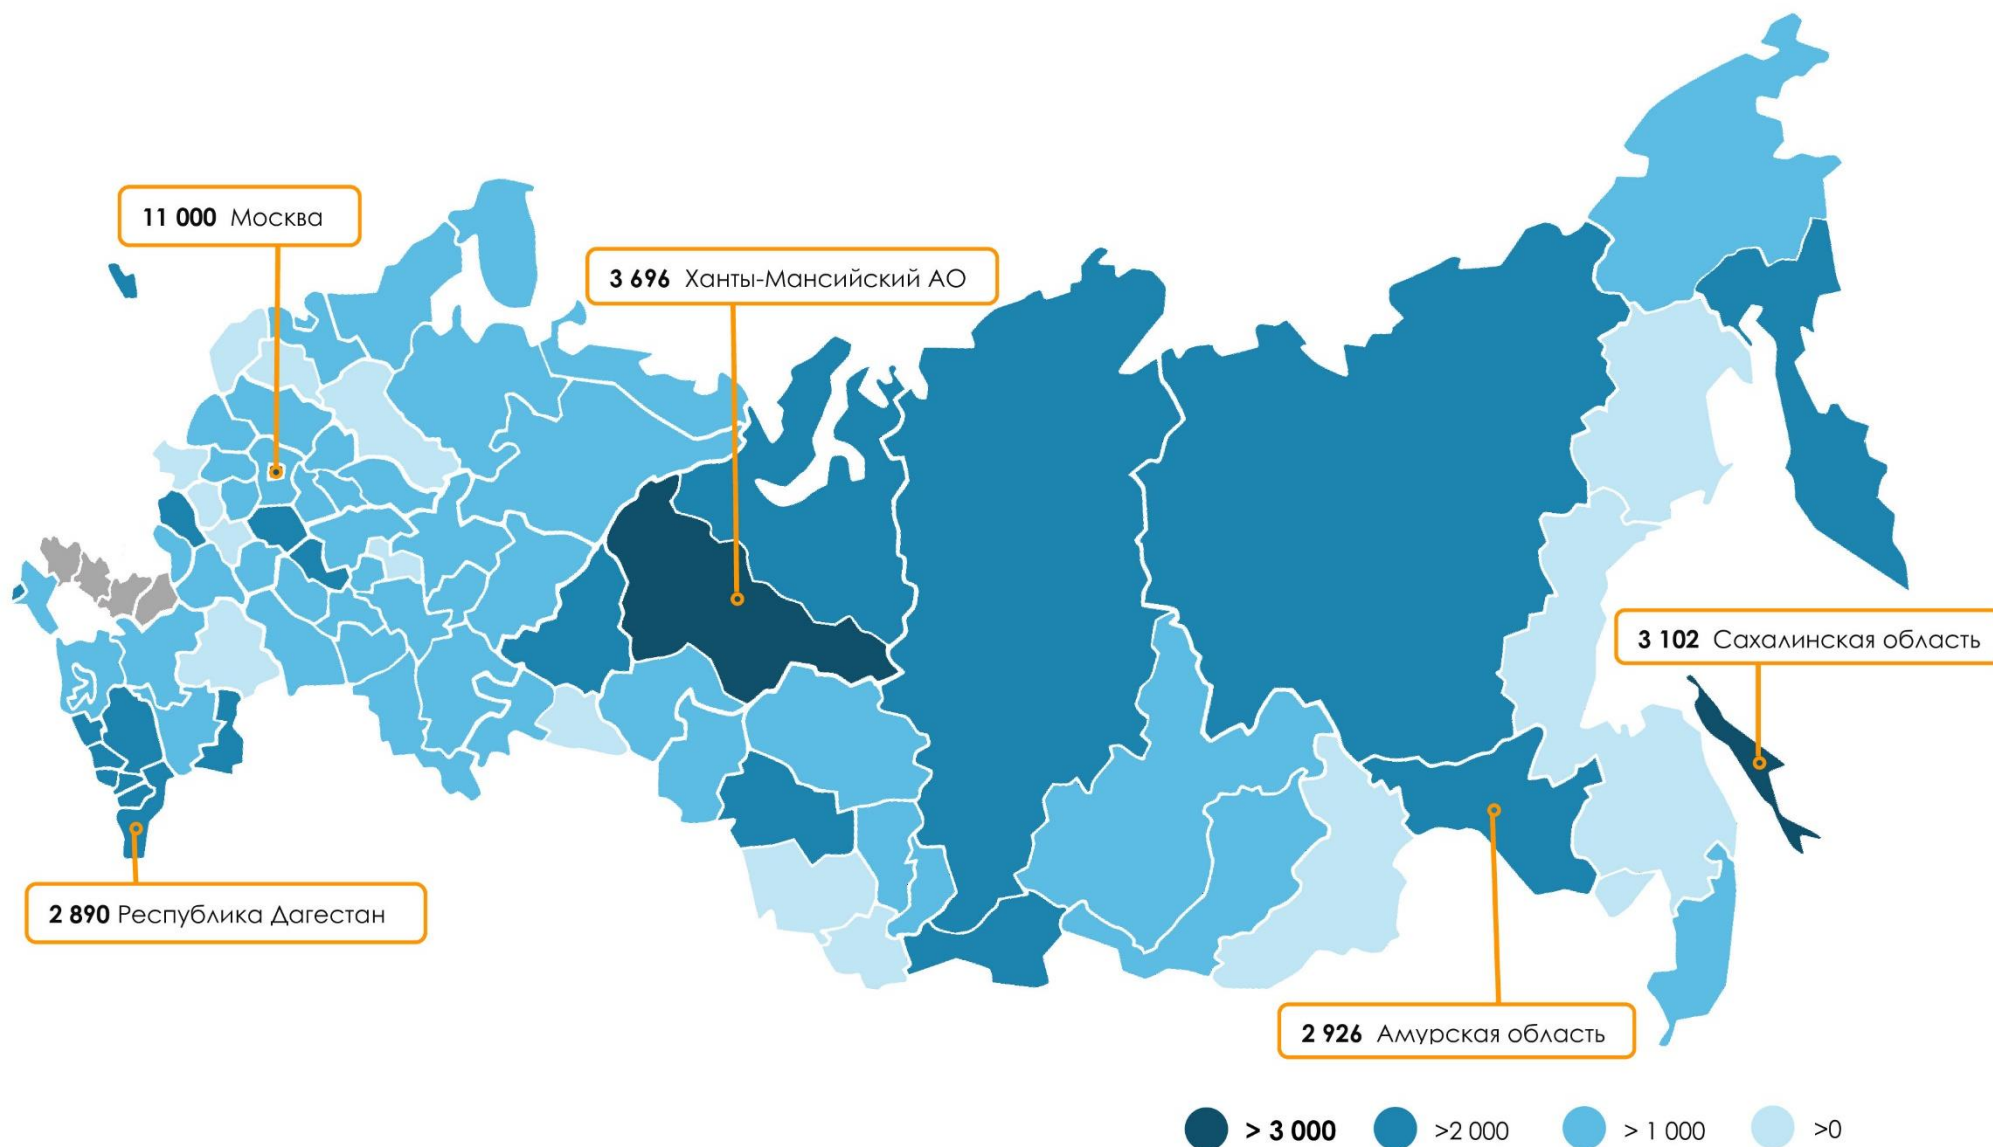 11 000 Москва
3 696 Ханты-Мансийский АО
3 102 Сахалинская область
2 890 Республика Дагестан
2 926 Амурская область
> 3 000
>2 000
> 1 000
>0